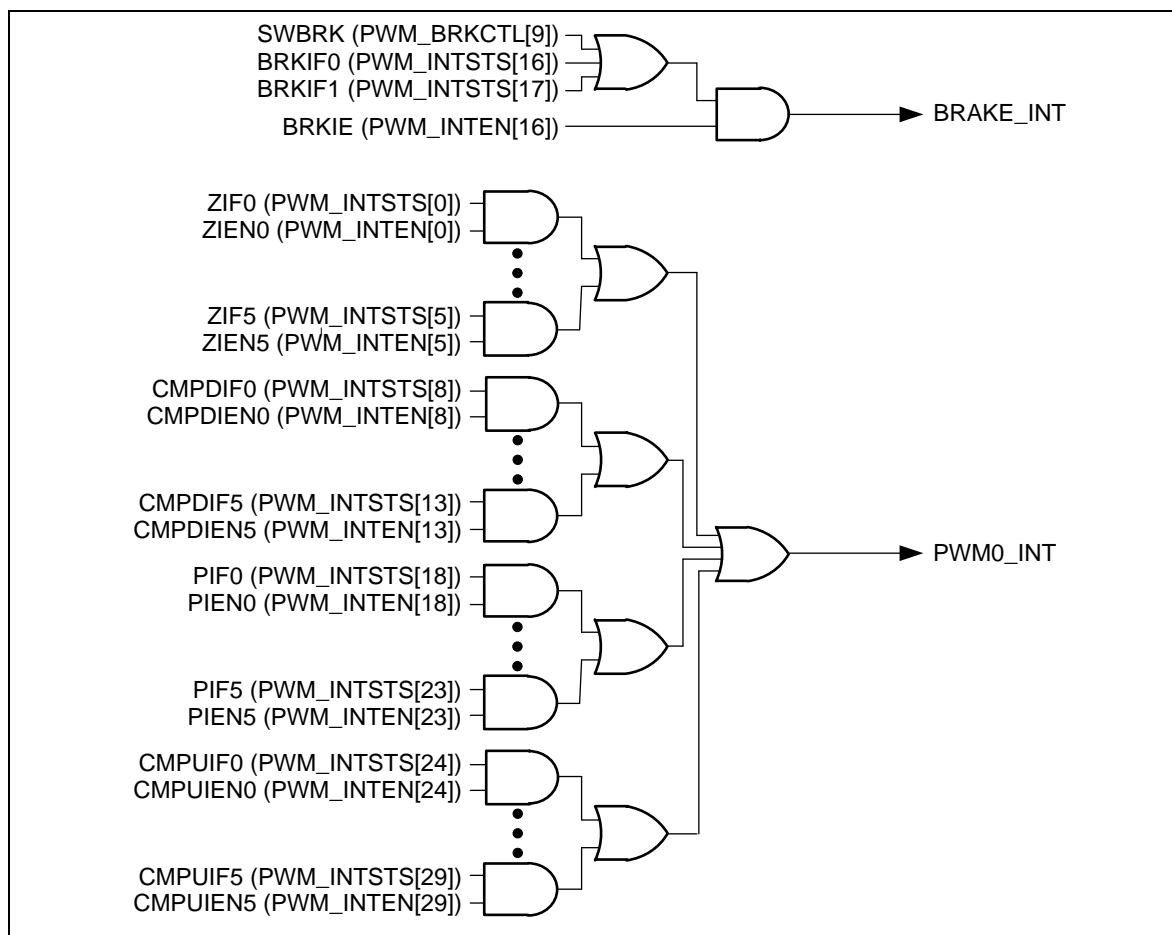 SWBRK (PWM_BRKCTL[9])
BRKIF0 (PWM_INTSTS[16])
BRKIF1 (PWM_INTSTS[17])
BRKIE (PWM_INTEN[16])
BRAKE_INT
ZIF0 (PWM_INTSTS[0])
ZIEN0 (PWM_INTEN[0])
ZIF5 (PWM_INTSTS[5])
ZIEN5 (PWM_INTEN[5])
CMPDIF0 (PWM_INTSTS[8])
CMPDIEN0 (PWM_INTEN[8])
CMPDIF5 (PWM_INTSTS[13])
CMPDIEN5 (PWM_INTEN[13])
PWM0_INT
PIF0 (PWM_INTSTS[18])
PIEN0 (PWM_INTEN[18])
PIF5 (PWM_INTSTS[23])
PIEN5 (PWM_INTEN[23])
CMPUIF0 (PWM_INTSTS[24])
CMPUIEN0 (PWM_INTEN[24])
CMPUIF5 (PWM_INTSTS[29])
CMPUIEN5 (PWM_INTEN[29])